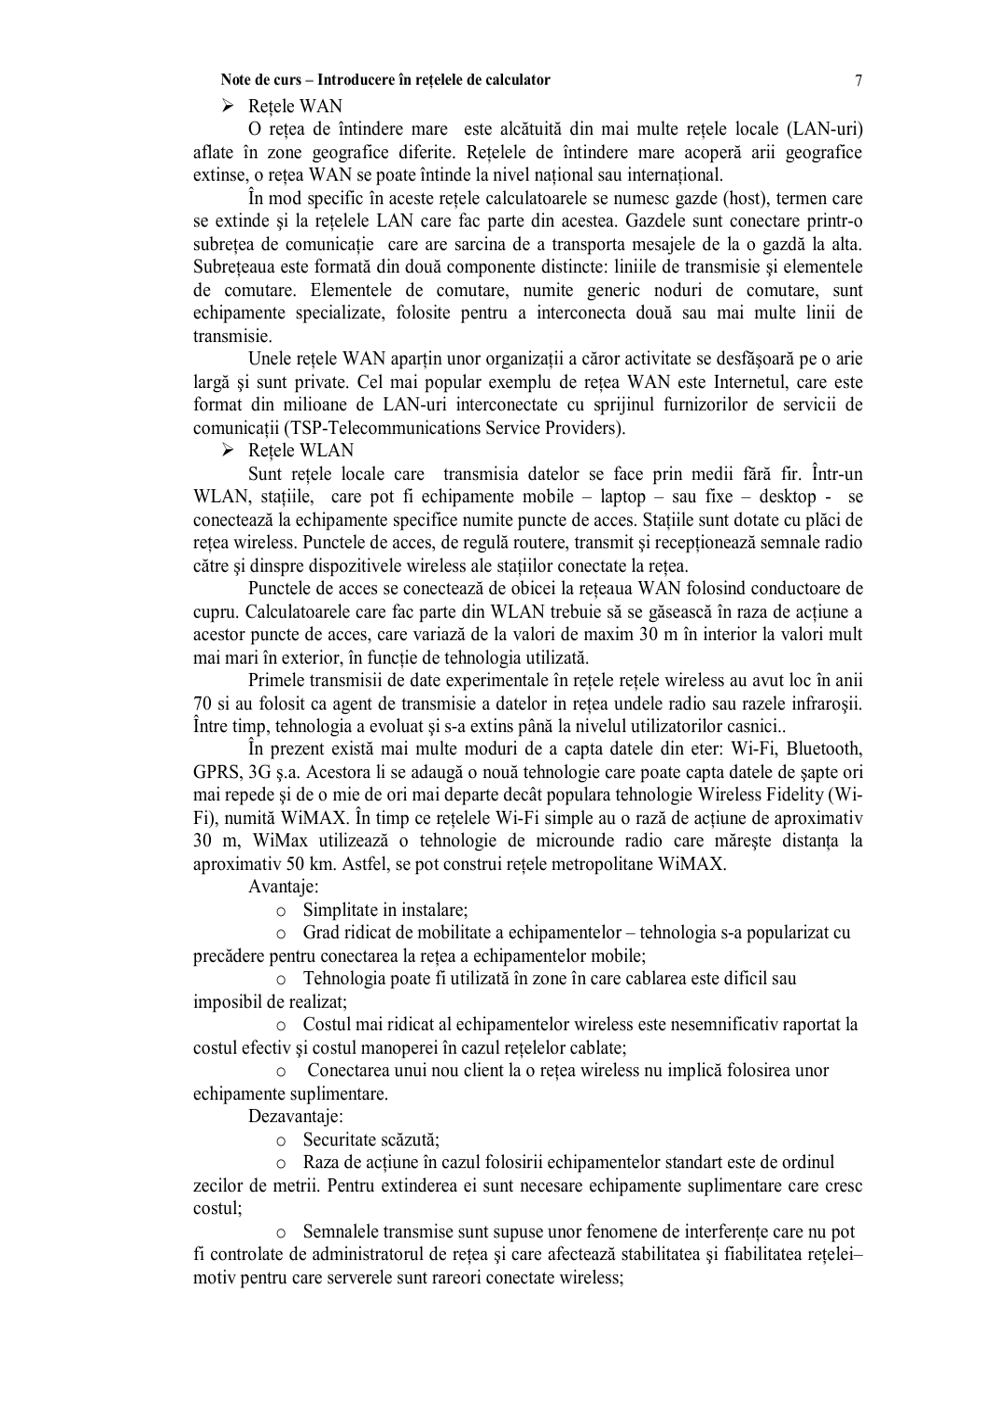 Note de curs – Introducere în rețelele de calculator 7
➢ Rețele WAN
O rețea de întindere mare este alcătuită din mai multe rețele locale (LAN-uri)
aflate în zone geografice diferite. Rețelele de întindere mare acoperă arii geografice
extinse, o rețea WAN se poate întinde la nivel național sau internațional.
În mod specific în aceste rețele calculatoarele se numesc gazde (host), termen care
se extinde şi la rețelele LAN care fac parte din acestea. Gazdele sunt conectare printr-o
subrețea de comunicație care are sarcina de a transporta mesajele de la o gazdă la alta.
Subrețeaua este formată din două componente distincte: liniile de transmisie şi elementele
de comutare. Elementele de comutare, numite generic noduri de comutare, sunt
echipamente specializate, folosite pentru a interconecta două sau mai multe linii de
transmisie.
Unele rețele WAN aparțin unor organizații a căror activitate se desfăşoară pe o arie
largă şi sunt private. Cel mai popular exemplu de rețea WAN este Internetul, care este
format din milioane de LAN-uri interconectate cu sprijinul furnizorilor de servicii de
comunicații (TSP-Telecommunications Service Providers).
➢ Rețele WLAN
Sunt rețele locale care transmisia datelor se face prin medii fără fir. Într-un
WLAN, stațiile, care pot fi echipamente mobile – laptop – sau fixe – desktop - se
conectează la echipamente specifice numite puncte de acces. Stațiile sunt dotate cu plăci de
rețea wireless. Punctele de acces, de regulă routere, transmit şi recepționează semnale radio
către şi dinspre dispozitivele wireless ale stațiilor conectate la rețea.
Punctele de acces se conectează de obicei la rețeaua WAN folosind conductoare de
cupru. Calculatoarele care fac parte din WLAN trebuie să se găsească în raza de acțiune a
acestor puncte de acces, care variază de la valori de maxim 30 m în interior la valori mult
mai mari în exterior, în funcție de tehnologia utilizată.
Primele transmisii de date experimentale în rețele rețele wireless au avut loc în anii
70 si au folosit ca agent de transmisie a datelor in rețea undele radio sau razele infraroşii.
Între timp, tehnologia a evoluat şi s-a extins până la nivelul utilizatorilor casnici..
În prezent există mai multe moduri de a capta datele din eter: Wi-Fi, Bluetooth,
GPRS, 3G ş.a. Acestora li se adaugă o nouă tehnologie care poate capta datele de şapte ori
mai repede şi de o mie de ori mai departe decât populara tehnologie Wireless Fidelity (Wi-
Fi), numită WiMAX. În timp ce rețelele Wi-Fi simple au o rază de acțiune de aproximativ
30 m, WiMax utilizează o tehnologie de microunde radio care măreşte distanța la
aproximativ 50 km. Astfel, se pot construi rețele metropolitane WiMAX.
Avantaje:
o Simplitate in instalare;
o Grad ridicat de mobilitate a echipamentelor – tehnologia s-a popularizat cu
precădere pentru conectarea la rețea a echipamentelor mobile;
o Tehnologia poate fi utilizată în zone în care cablarea este dificil sau
imposibil de realizat;
o Costul mai ridicat al echipamentelor wireless este nesemnificativ raportat la
costul efectiv şi costul manoperei în cazul rețelelor cablate;
o Conectarea unui nou client la o rețea wireless nu implică folosirea unor
echipamente suplimentare.
Dezavantaje:
o Securitate scăzută;
o Raza de acțiune în cazul folosirii echipamentelor standart este de ordinul
zecilor de metrii. Pentru extinderea ei sunt necesare echipamente suplimentare care cresc
costul;
o Semnalele transmise sunt supuse unor fenomene de interferențe care nu pot
fi controlate de administratorul de rețea şi care afectează stabilitatea şi fiabilitatea rețelei–
motiv pentru care serverele sunt rareori conectate wireless;